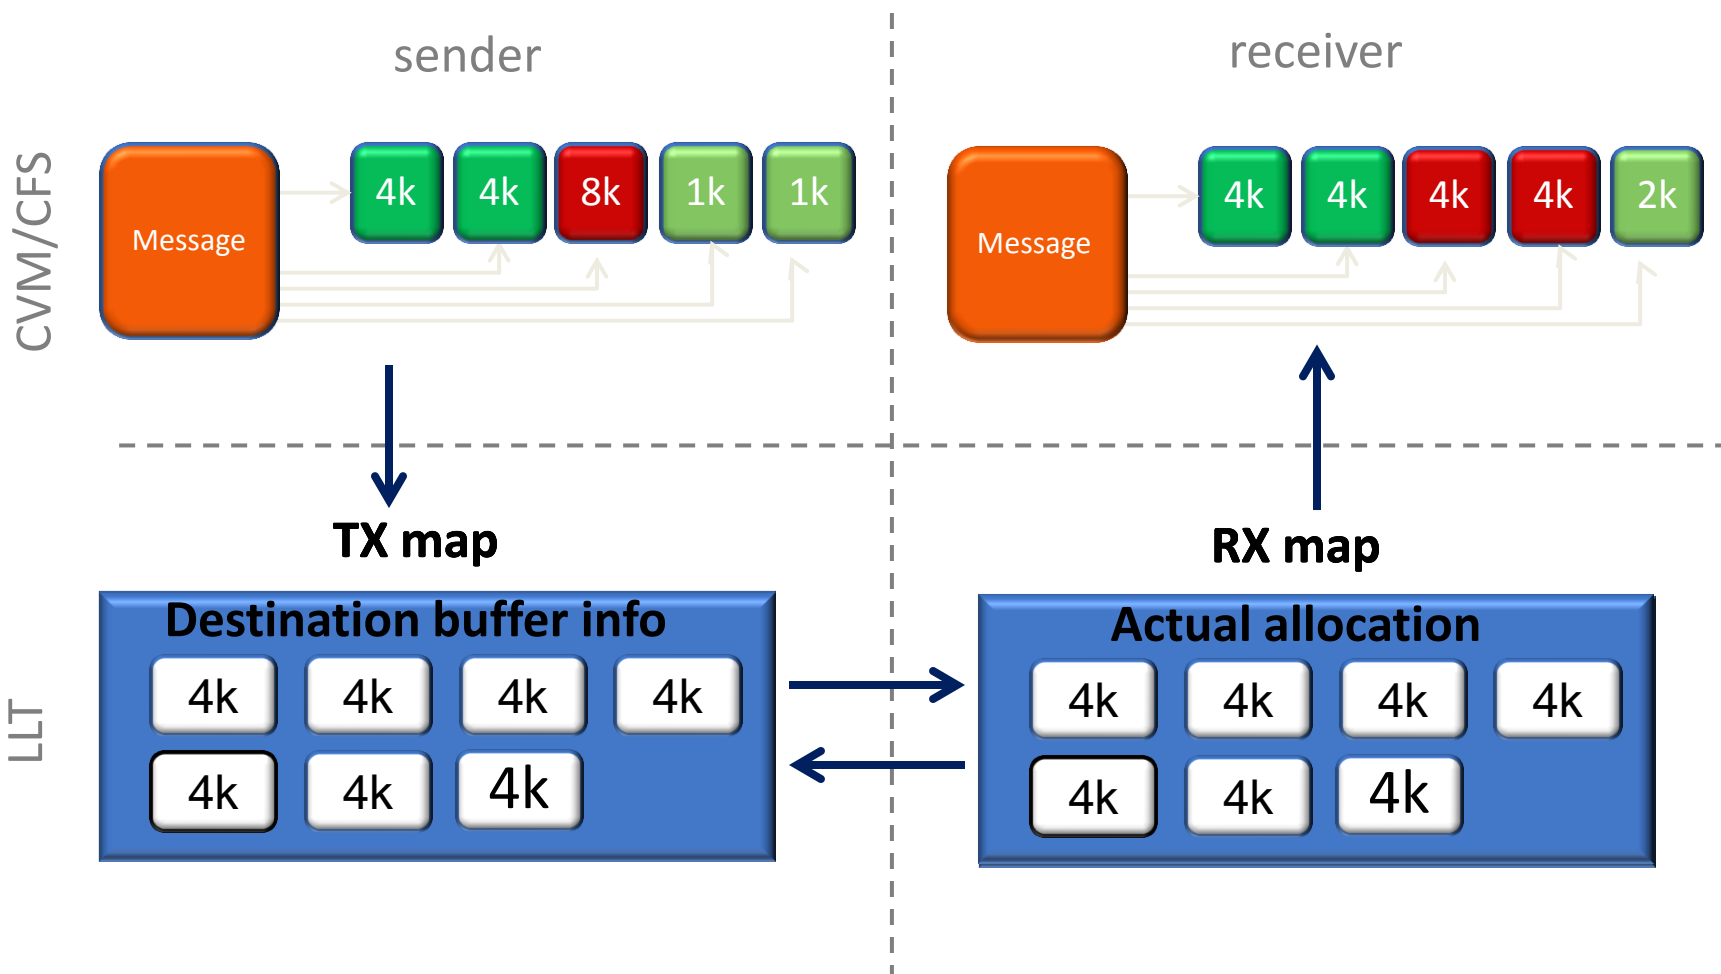 sender
receiver
CVM/CFS
Message
4k
4k
8k
1k
1k
Message
4k
4k
4k
4k
2k
TX map
RX map
LLT
Destination buffer info
4k
4k
4k
4k
4k
4k
4k
Actual allocation
4k
4k
4k
4k
4k
4k
4k